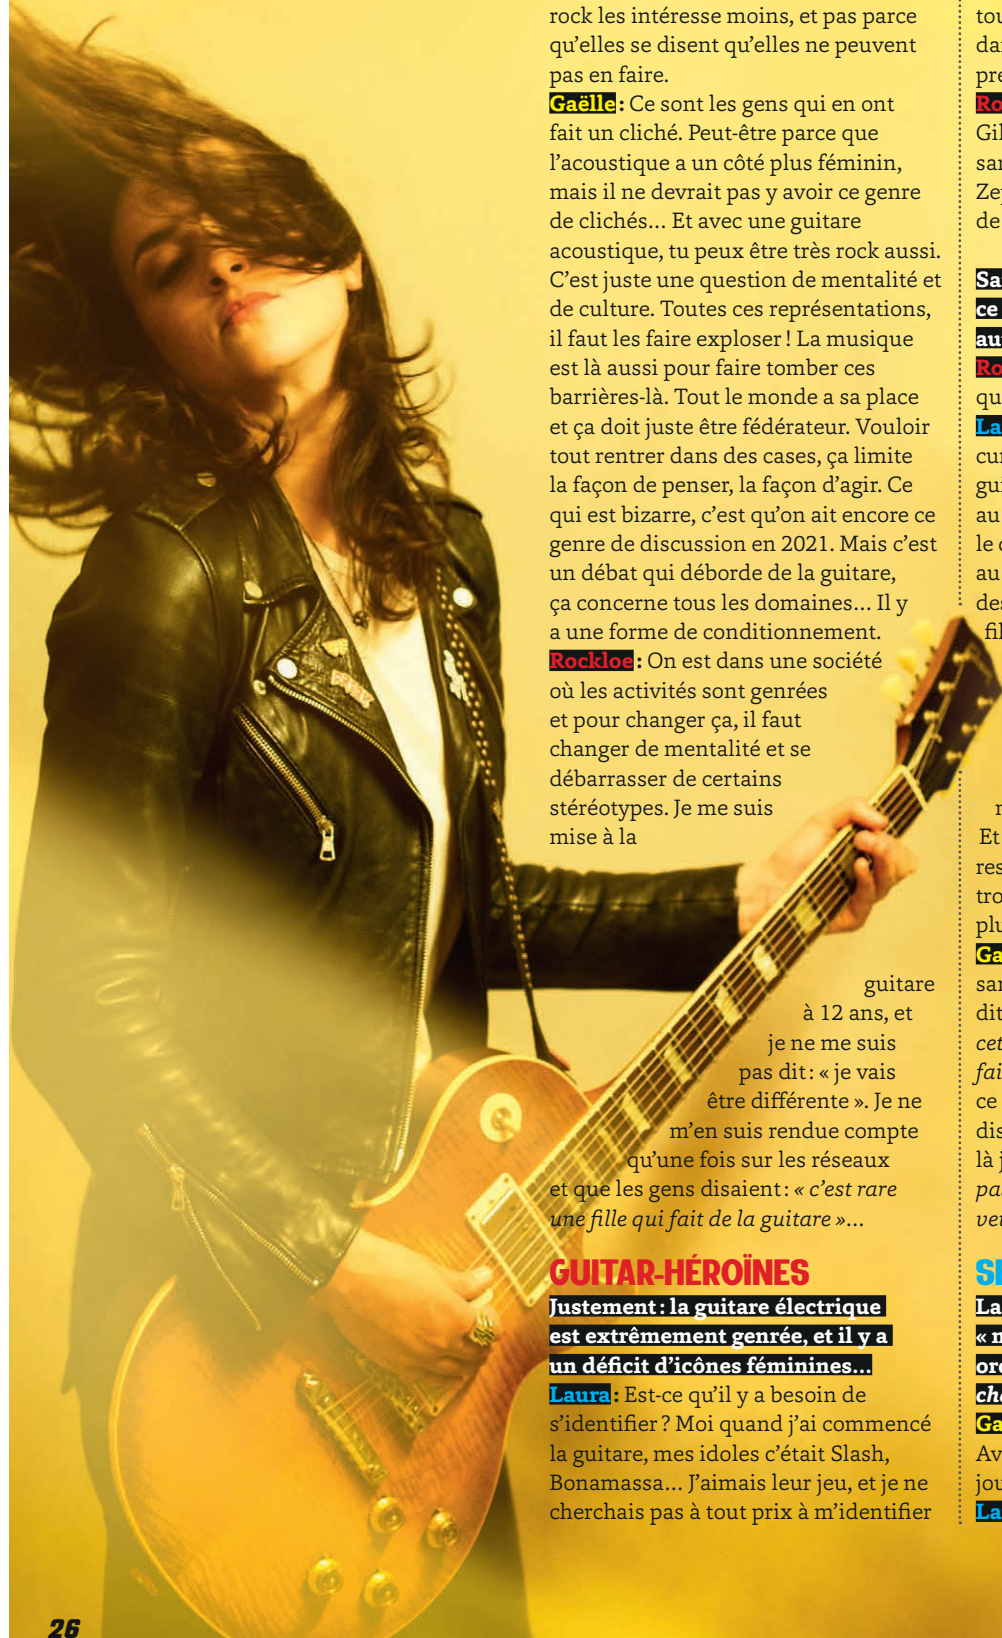 rock les intéresse moins, et pas parce
qu'elles se disent qu'elles ne peuvent
pas en faire.
Gaëlle : Ce sont les gens qui en ont
fait un cliché. Peut-être parce que
l'acoustique a un côté plus féminin,
mais il ne devrait pas y avoir ce genre
de clichés… Et avec une guitare
acoustique, tu peux être très rock aussi.
C'est juste une question de mentalité et
de culture. Toutes ces représentations,
il faut les faire exploser ! La musique
est là aussi pour faire tomber ces
barrières-là. Tout le monde a sa place
et ça doit juste être fédérateur. Vouloir
tout rentrer dans des cases, ça limite
la façon de penser, la façon d'agir. Ce
qui est bizarre, c'est qu'on ait encore ce
genre de discussion en 2021. Mais c'est
un débat qui déborde de la guitare,
ça concerne tous les domaines… Il y
a une forme de conditionnement.
Rockloe : On est dans une société
où les activités sont genrées
et pour changer ça, il faut
changer de mentalité et se
débarrasser de certains
stéréotypes. Je me suis
mise à la
guitare
à 12 ans, et
je ne me suis
pas dit : « je vais
être différente ». Je ne
m'en suis rendue compte
qu'une fois sur les réseaux
et que les gens disaient : « c'est rare
une fille qui fait de la guitare »…
GUITAR-HÉROÏNES
Justement : la guitare électrique
est extrêmement genrée, et il y a
un déficit d'icônes féminines…
Laura : Est-ce qu'il y a besoin de
s'identifier ? Moi quand j'ai commencé
la guitare, mes idoles c'était Slash,
Bonamassa… J'aimais leur jeu, et je ne
cherchais pas à tout prix à m'identifier
26